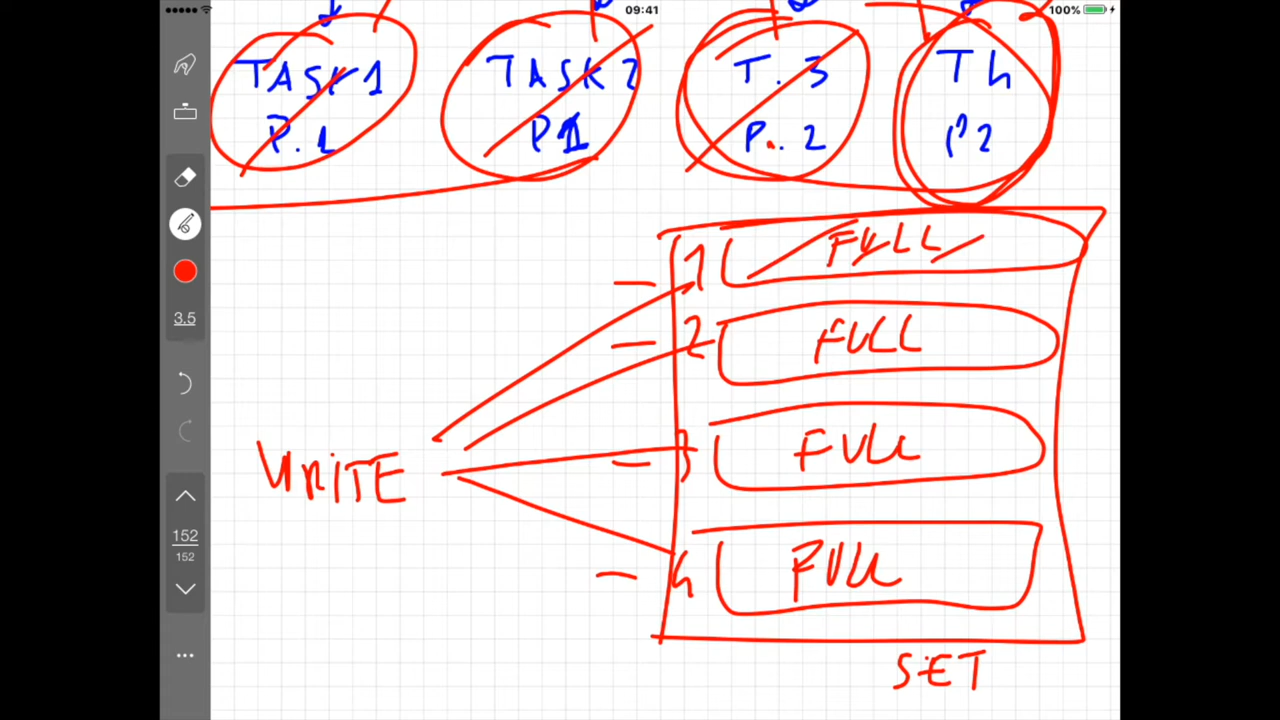 09:41
100%
TASK 1
TASK 2
T. 3
T4
P. 1
P1
P. . 2
P2
1 FULL
2 FULL
3 FULL
WRITE
4 FULL
SET
3.5
152
152